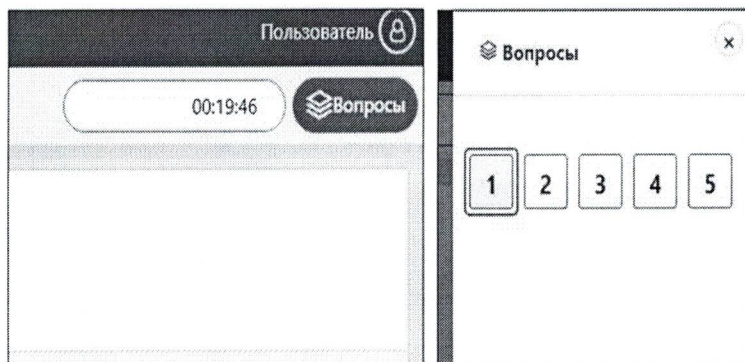 Пользователь
00:19:46
Вопросы
Вопросы
×
1 2 3 4 5